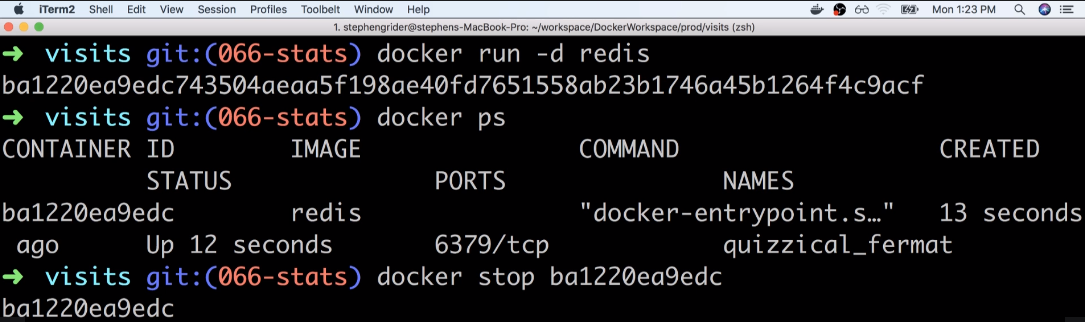 iTerm2 Shell Edit View Session Profiles Toolbelt Window Help Mon 1:23 PM
1. stephengrider@stephens-MacBook-Pro: ~/workspace/DockerWorkspace/prod/visits (zsh)
➜ visits git:(066-stats) docker run -d redis
ba1220ea9edc743504aeaa5f198ae40fd7651558ab23b1746a45b1264f4c9acf
➜ visits git:(066-stats) docker ps
CONTAINER ID IMAGE COMMAND CREATED
STATUS PORTS NAMES
ba1220ea9edc redis "docker-entrypoint.s…" 13 seconds
ago Up 12 seconds 6379/tcp quizzical_fermat
➜ visits git:(066-stats) docker stop ba1220ea9edc
ba1220ea9edc